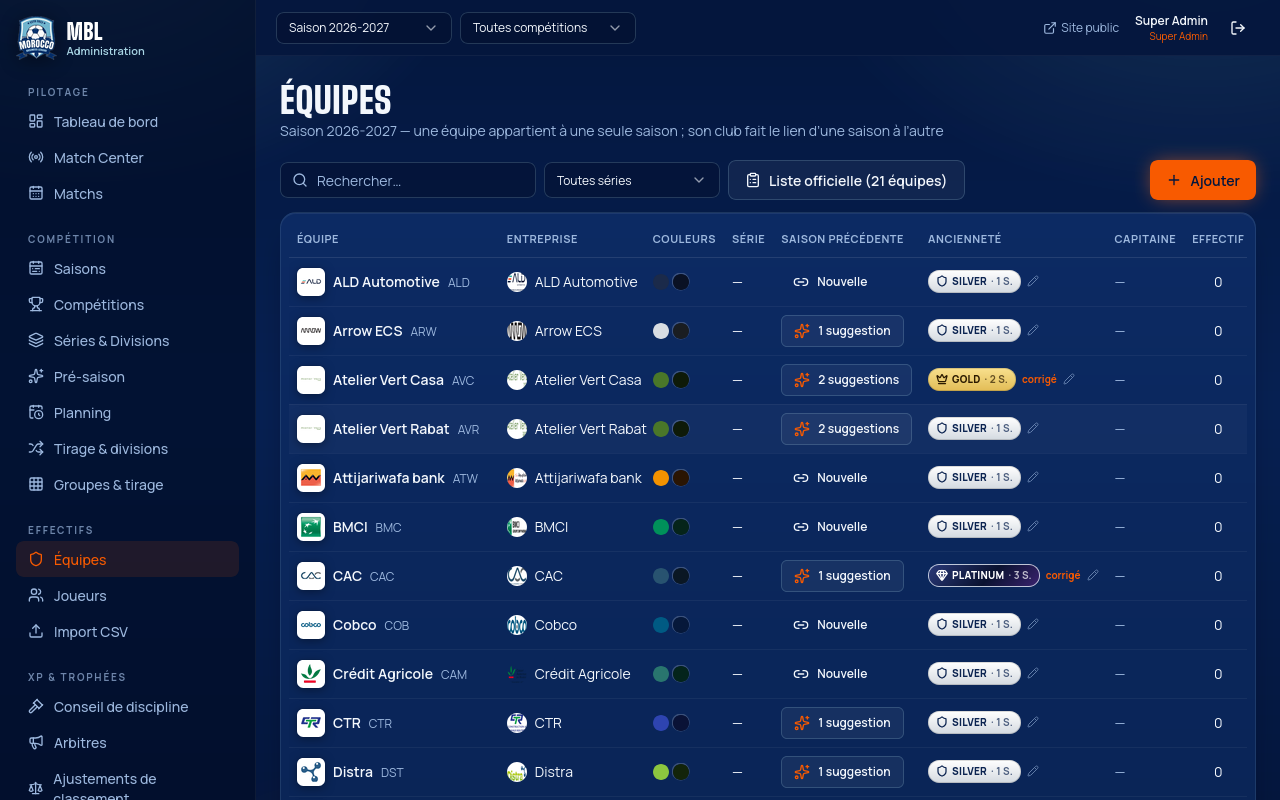 MOROCCO
MBL
Administration
Saison 2026-2027
Toutes compétitions
Site public
Super Admin
Super Admin
PILOTAGE
Tableau de bord
Match Center
Matchs
COMPÉTITION
Saisons
Compétitions
Séries & Divisions
Pré-saison
Planning
Tirage & divisions
Groupes & tirage
EFFECTIFS
Équipes
Joueurs
Import CSV
XP & TROPHÉES
Conseil de discipline
Arbitres
Ajustements de
classement
ÉQUIPES
Saison 2026-2027 — une équipe appartient à une seule saison ; son club fait le lien d'une saison à l'autre
Rechercher...
Toutes séries
Liste officielle (21 équipes)
Ajouter
ÉQUIPE ENTREPRISE COULEURS SÉRIE SAISON PRÉCÉDENTE ANCIENNETÉ CAPITAINE EFFECTIF
ALD Automotive ALD ALD Automotive — Nouvelle SILVER · 1 S. — 0
Arrow ECS ARW Arrow ECS — 1 suggestion SILVER · 1 S. — 0
Atelier Vert Casa AVC Atelier Vert Casa — 2 suggestions GOLD · 2 S. corrigé — 0
Atelier Vert Rabat AVR Atelier Vert Rabat — 2 suggestions SILVER · 1 S. — 0
Attijariwafa bank ATW Attijariwafa bank — Nouvelle SILVER · 1 S. — 0
BMCI BMC BMCI — Nouvelle SILVER · 1 S. — 0
CAC CAC CAC — 1 suggestion PLATINUM · 3 S. corrigé — 0
Cobco COB Cobco — Nouvelle SILVER · 1 S. — 0
Crédit Agricole CAM Crédit Agricole — Nouvelle SILVER · 1 S. — 0
CTR CTR CTR — 1 suggestion SILVER · 1 S. — 0
Distra DST Distra — 1 suggestion SILVER · 1 S. — 0